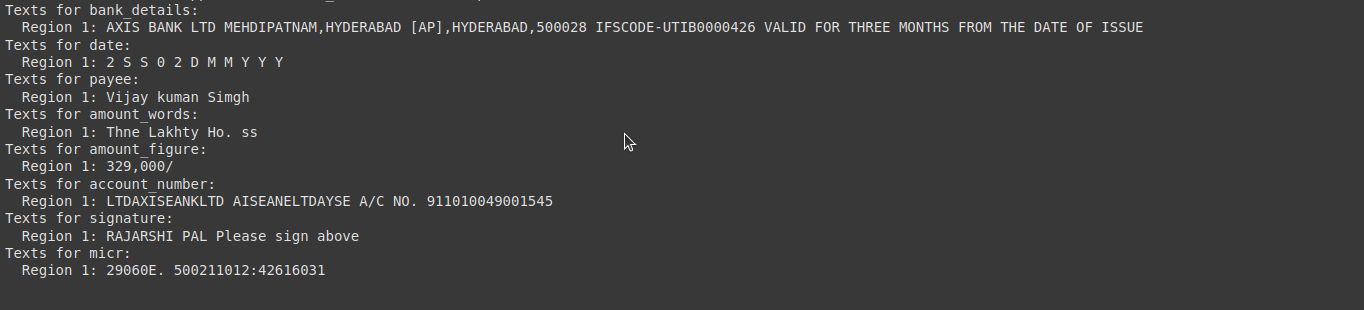 Texts for bank_details:
Region 1: AXIS BANK LTD MEHDIPATNAM,HYDERABAD [AP],HYDERABAD,500028 IFSCODE-UTIB0000426 VALID FOR THREE MONTHS FROM THE DATE OF ISSUE
Texts for date:
Region 1: 2 S S 0 2 D M M Y Y Y
Texts for payee:
Region 1: Vijay kuman Simgh
Texts for amount_words:
Region 1: Thne Lakhty Ho. ss
Texts for amount_figure:
Region 1: 329,000/
Texts for account_number:
Region 1: LTDAXISEANKLTD AISEANELTDAYSE A/C NO. 911010049001545
Texts for signature:
Region 1: RAJARSHI PAL Please sign above
Texts for micr:
Region 1: 29060E. 500211012:42616031